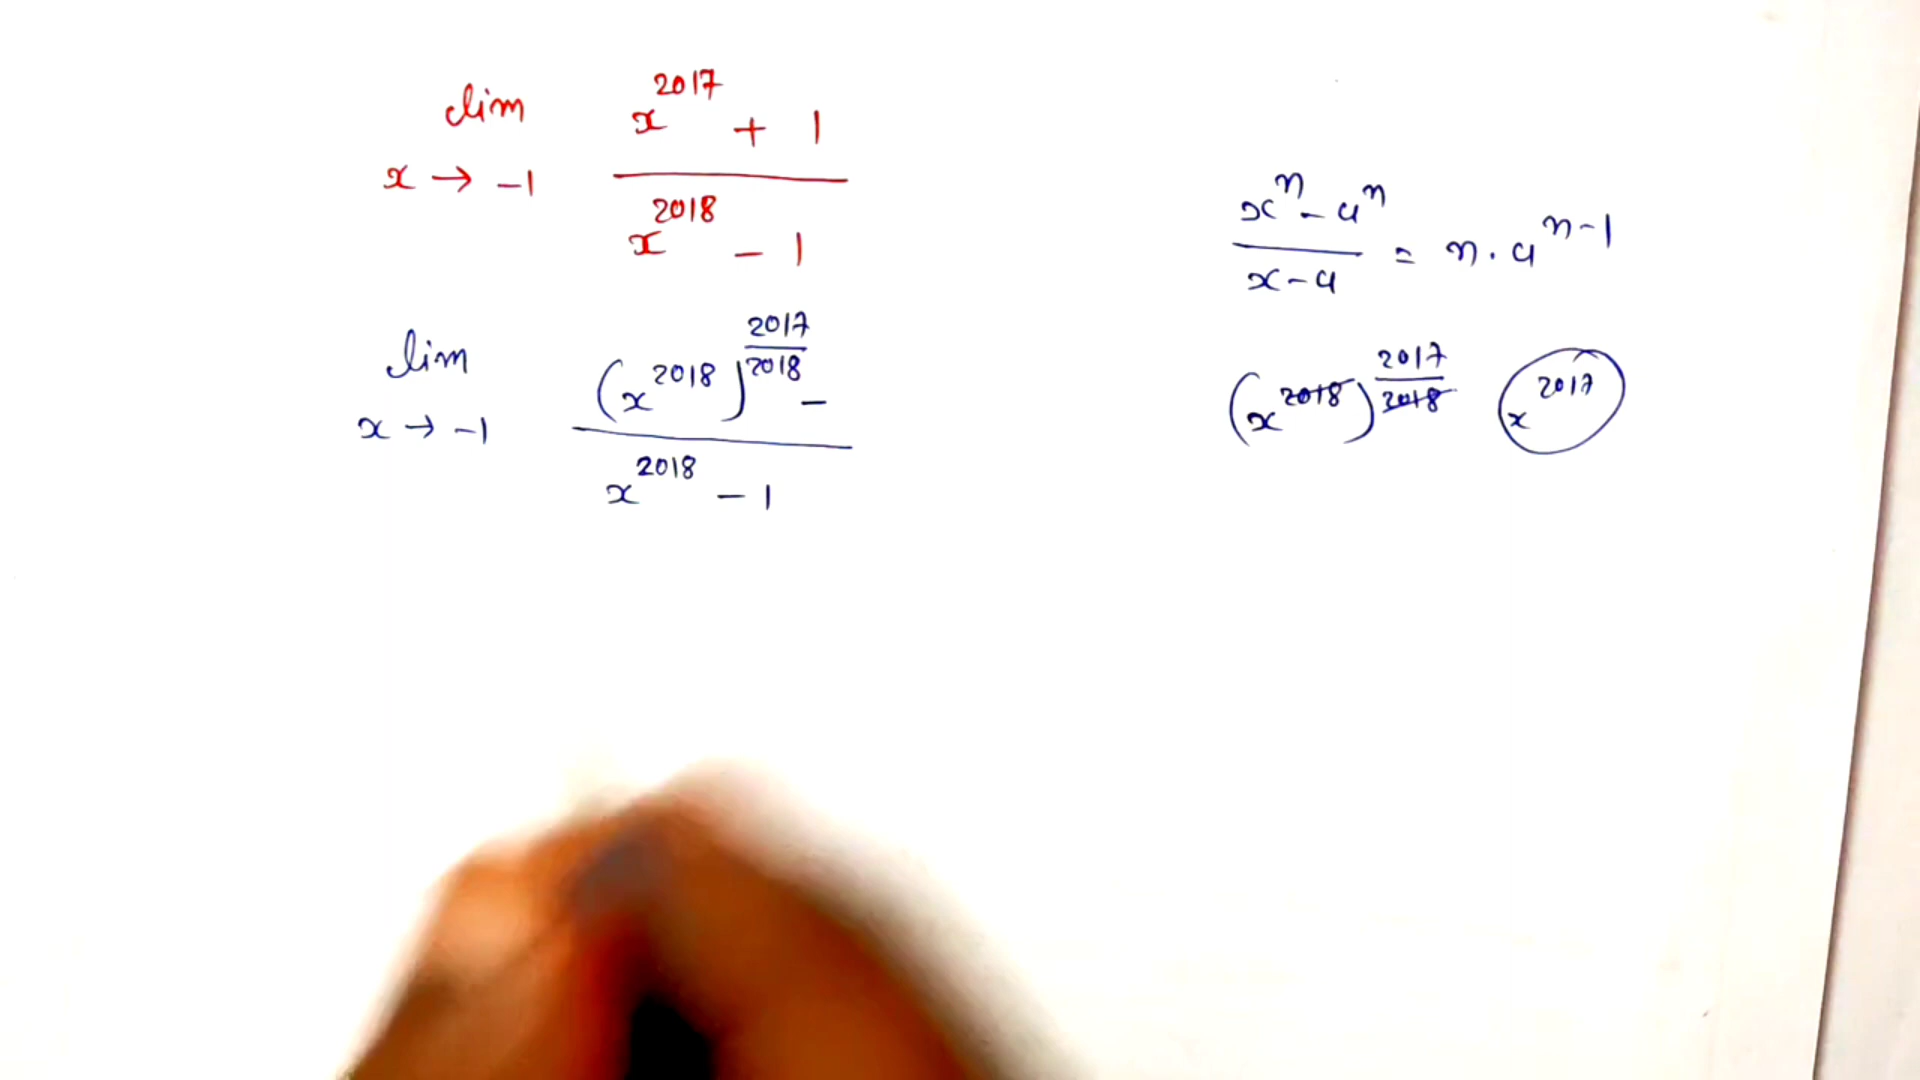 lim x → -1 x^2017 + 1 / x^2018 - 1
x^n - a^n / x - a = n . a^n-1
lim x → -1 (x^2018)^2017/2018 - / x^2018 - 1
(x^2018)^2017/2018 x^2017